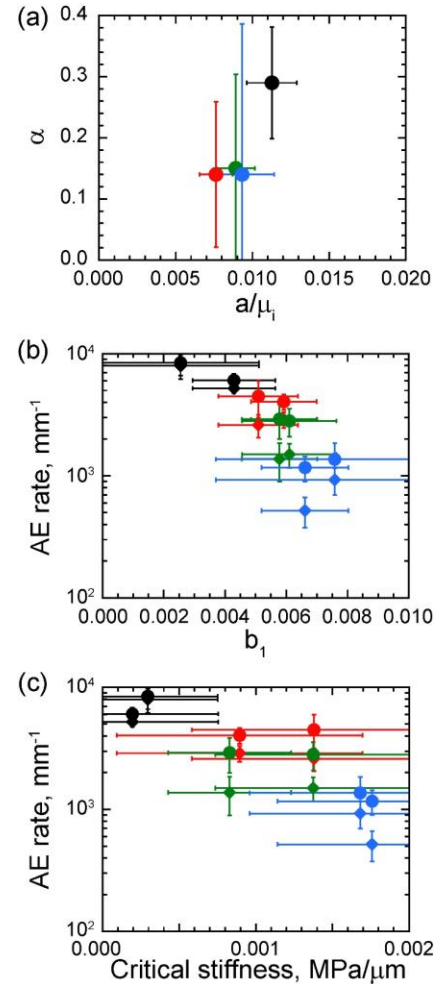 (a)
0.4
0.3
α
0.2
0.1
0.0
0.000 0.005 0.010 0.015 0.020
a/μi
(b)
10⁴
AE rate, mm⁻¹
10³
10²
0.000 0.002 0.004 0.006 0.008 0.010
b₁
(c)
10⁴
AE rate, mm⁻¹
10³
10²
0.000 0.001 0.002
Critical stiffness, MPa/μm